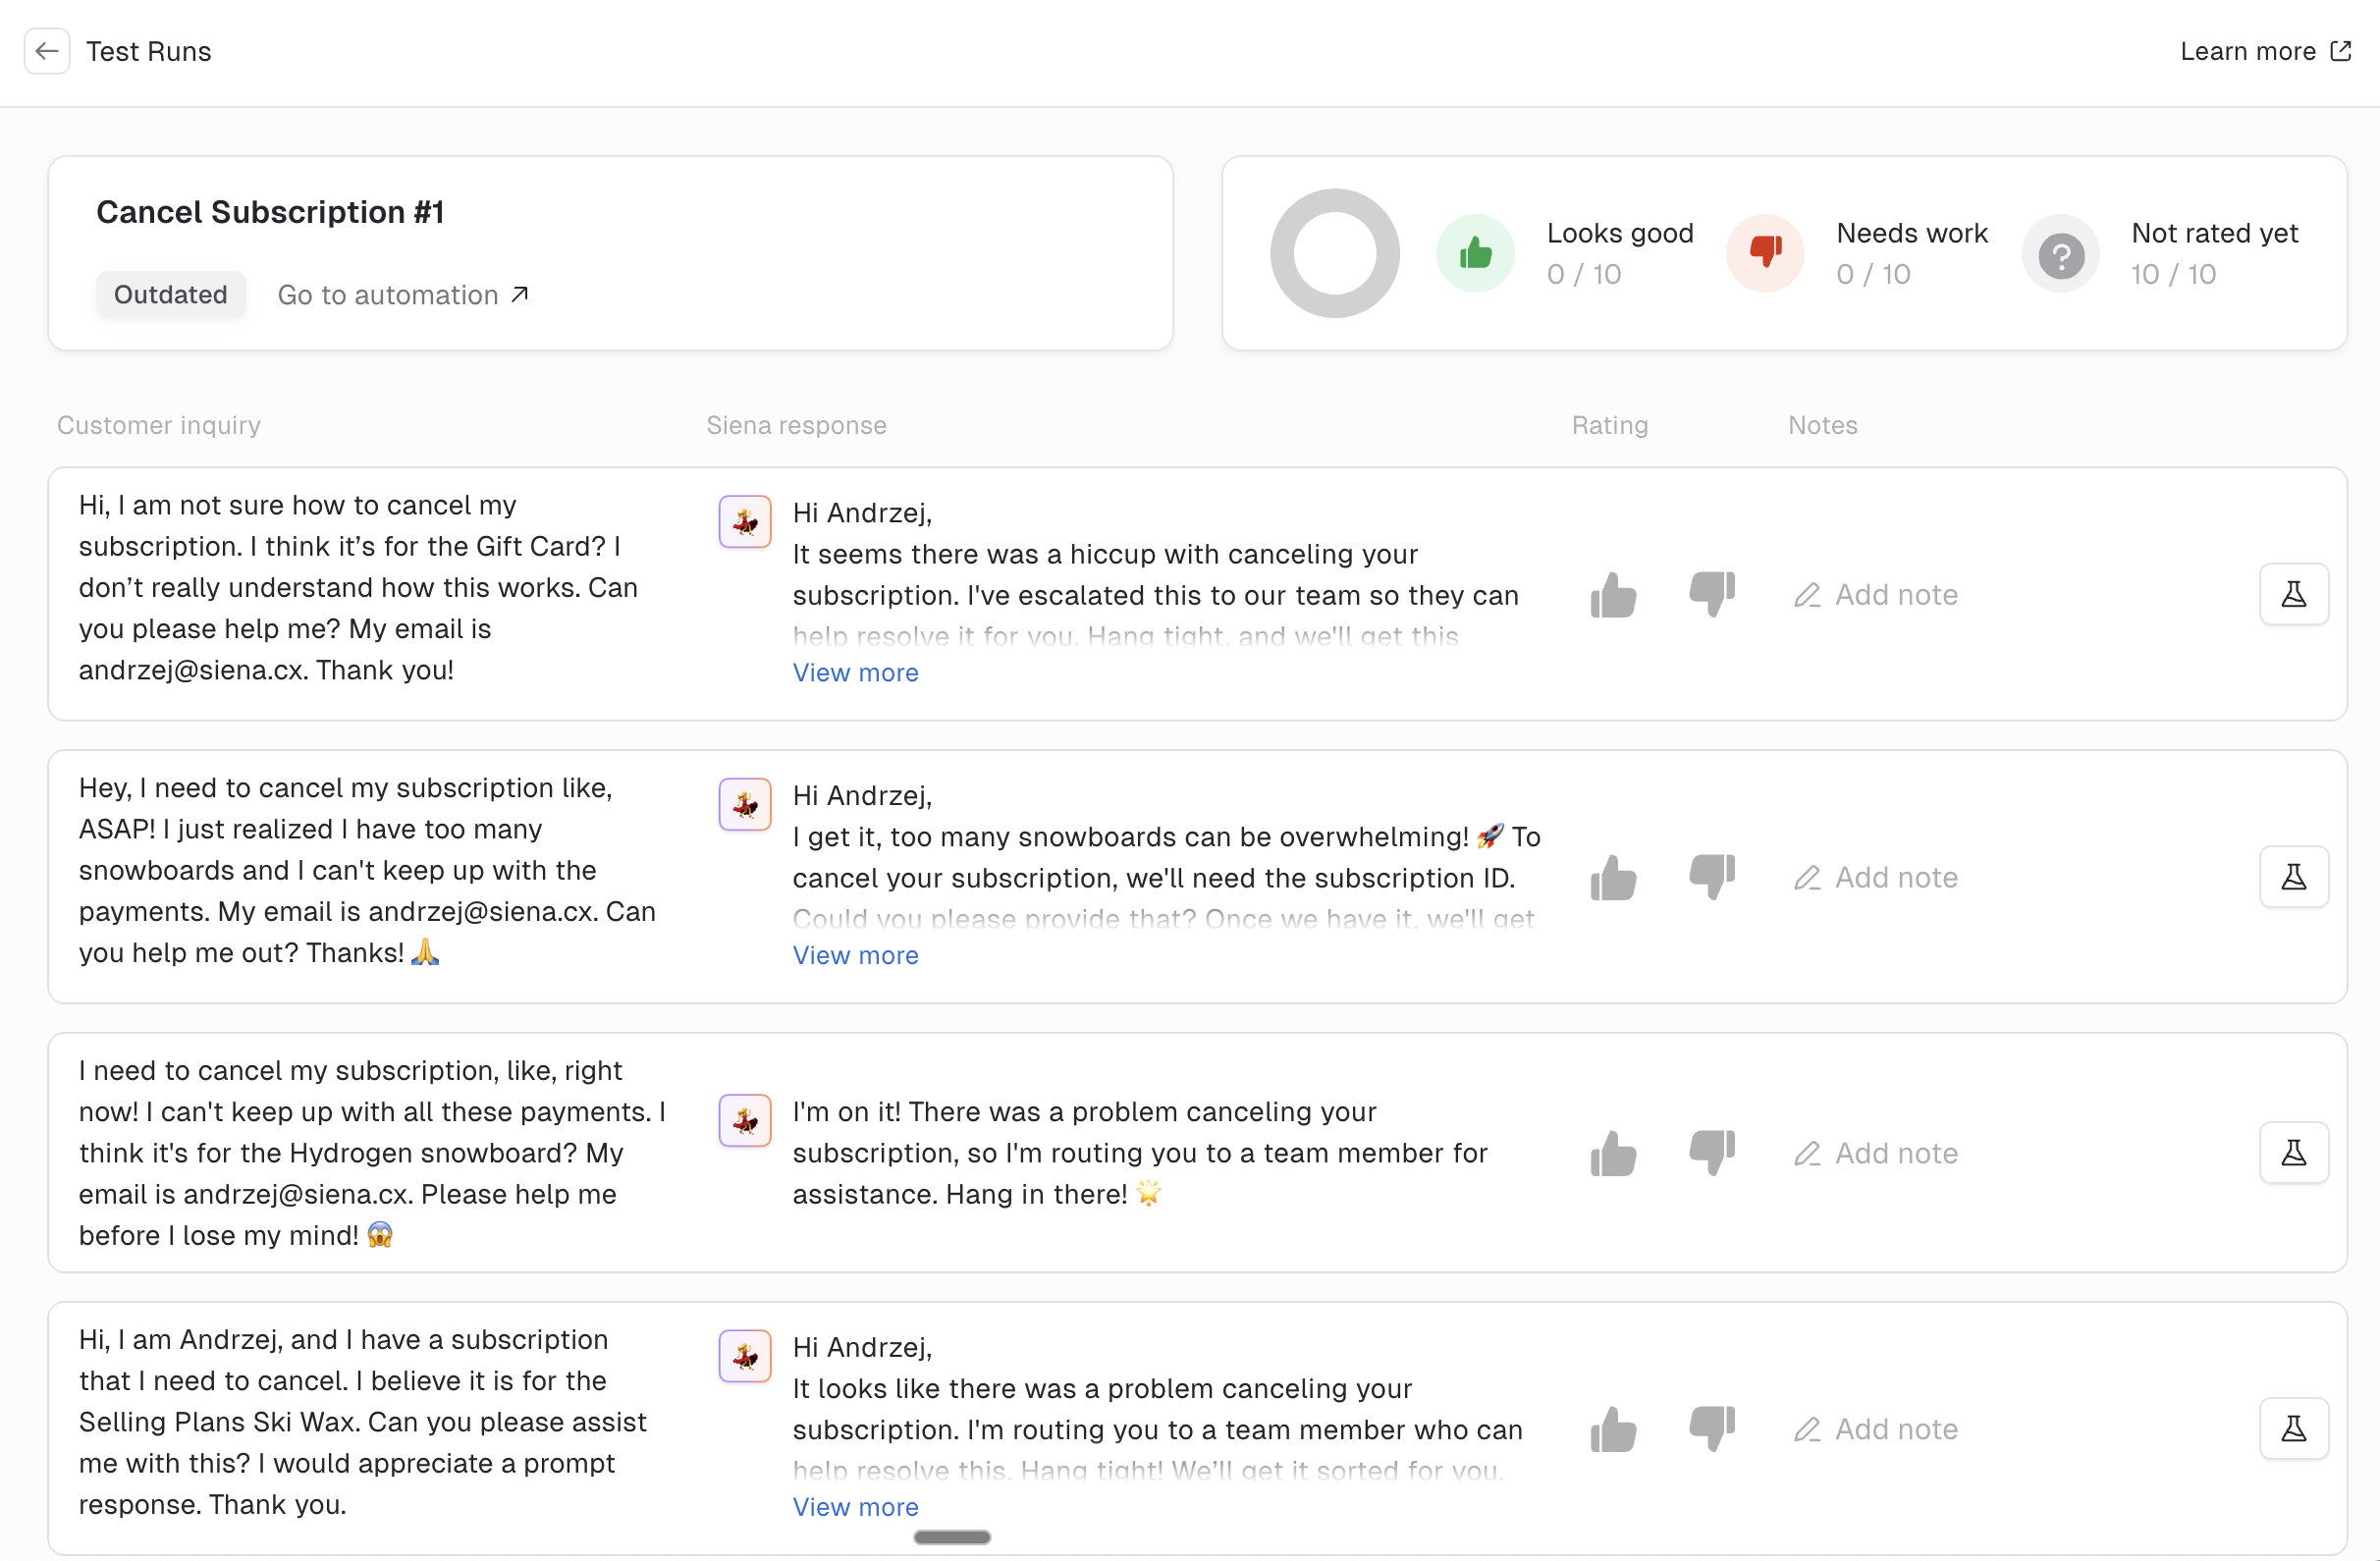 Test Runs
Learn more
Cancel Subscription #1
Outdated
Go to automation
Looks good
0 / 10
Needs work
0 / 10
Not rated yet
10 / 10
Customer inquiry
Siena response
Rating
Notes
Hi, I am not sure how to cancel my
subscription. I think it’s for the Gift Card? I
don’t really understand how this works. Can
you please help me? My email is
andrzej@siena.cx. Thank you!
Hi Andrzej,
It seems there was a hiccup with canceling your
subscription. I've escalated this to our team so they can
help resolve it for you. Hang tight, and we'll get this
View more
Add note
Hey, I need to cancel my subscription like,
ASAP! I just realized I have too many
snowboards and I can't keep up with the
payments. My email is andrzej@siena.cx. Can
you help me out? Thanks! 🙏
Hi Andrzej,
I get it, too many snowboards can be overwhelming! 🚀 To
cancel your subscription, we'll need the subscription ID.
Could you please provide that? Once we have it, we'll get
View more
Add note
I need to cancel my subscription, like, right
now! I can't keep up with all these payments. I
think it's for the Hydrogen snowboard? My
email is andrzej@siena.cx. Please help me
before I lose my mind! 😱
I'm on it! There was a problem canceling your
subscription, so I'm routing you to a team member for
assistance. Hang in there! 🌟
Add note
Hi, I am Andrzej, and I have a subscription
that I need to cancel. I believe it is for the
Selling Plans Ski Wax. Can you please assist
me with this? I would appreciate a prompt
response. Thank you.
Hi Andrzej,
It looks like there was a problem canceling your
subscription. I'm routing you to a team member who can
help resolve this. Hang tight! We’ll get it sorted for you.
View more
Add note